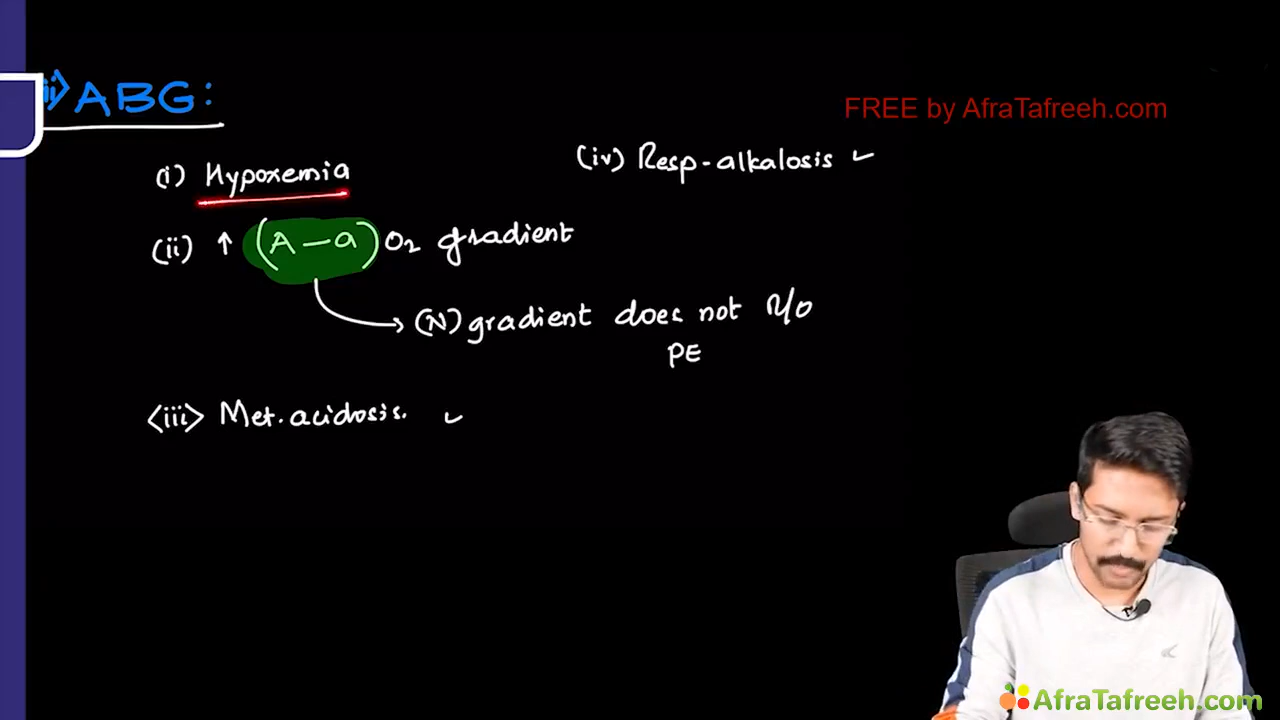 ii) ABG:
FREE by AfraTafreeh.com
(i) Hypoxemia
(ii) ↑ (A-a) O₂ gradient
(N) gradient does not R/O
PE
(iii) Met. acidosis.
(iv) Resp-alkalosis
AfraTafreeh.com